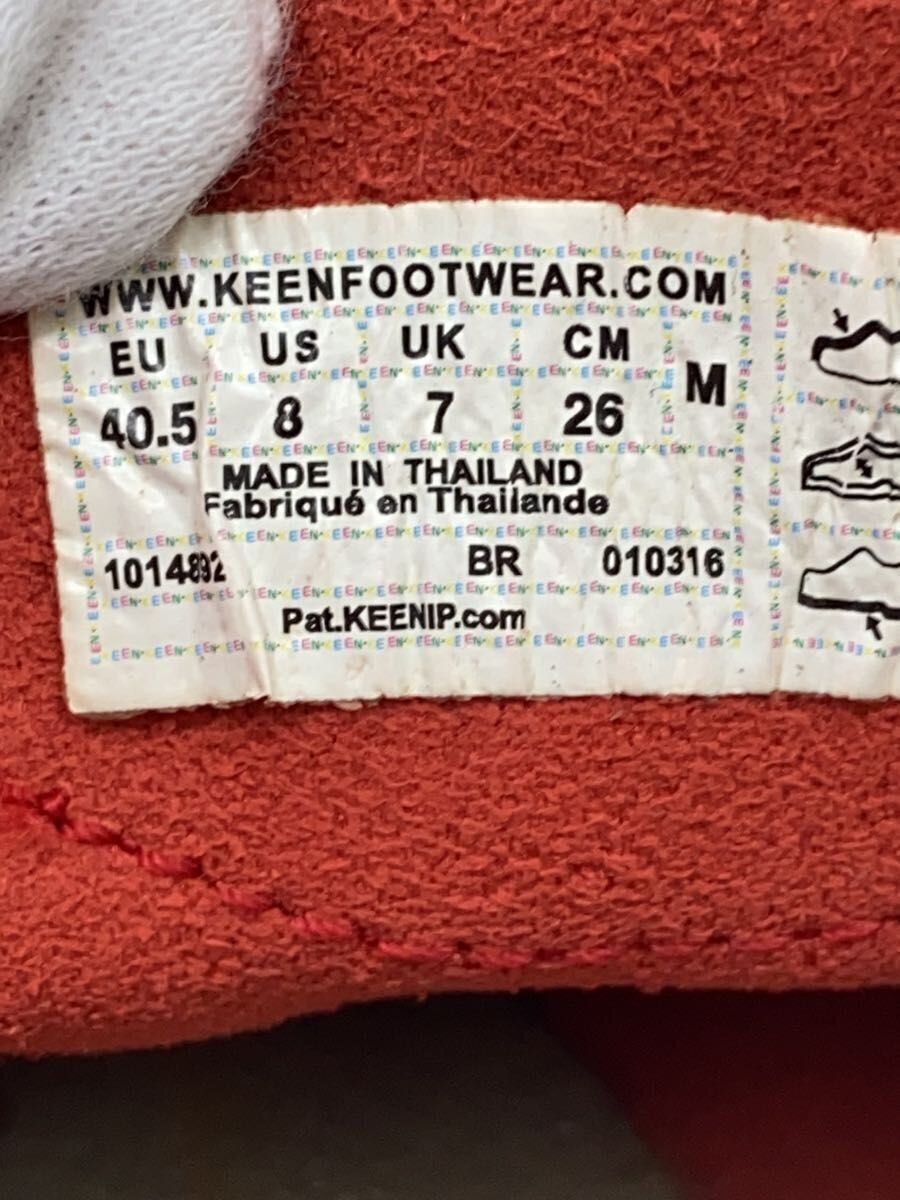 WWW.KEENFOOTWEAR.COM
EU US UK CM M
40.5 8 7 26
MADE IN THAILAND
Fabriqué en Thailande
1014892 BR 010316
Pat.KEENIP.com